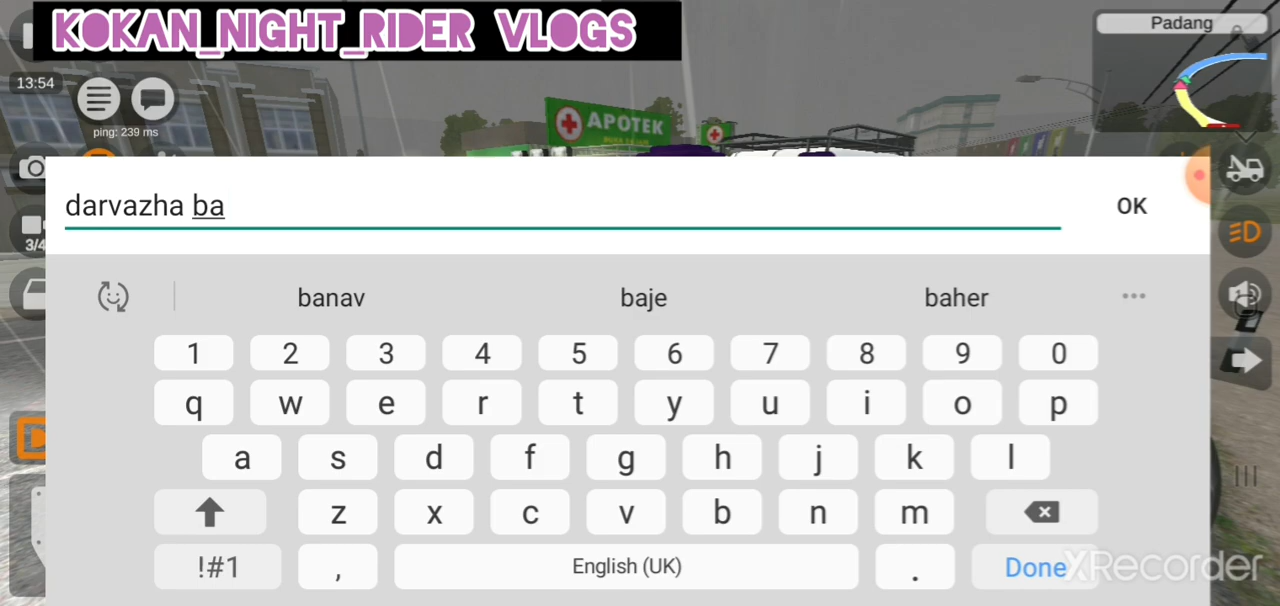 KOKAN_NIGHT_RIDER VLOGS
Padang
13:54
ping: 239 ms
APOTEK
3/4
darvazha ba
OK
banav baje baher
1 2 3 4 5 6 7 8 9 0
q w e r t y u i o p
a s d f g h j k l
z x c v b n m
!#1 , English (UK) . Done
XRecorder